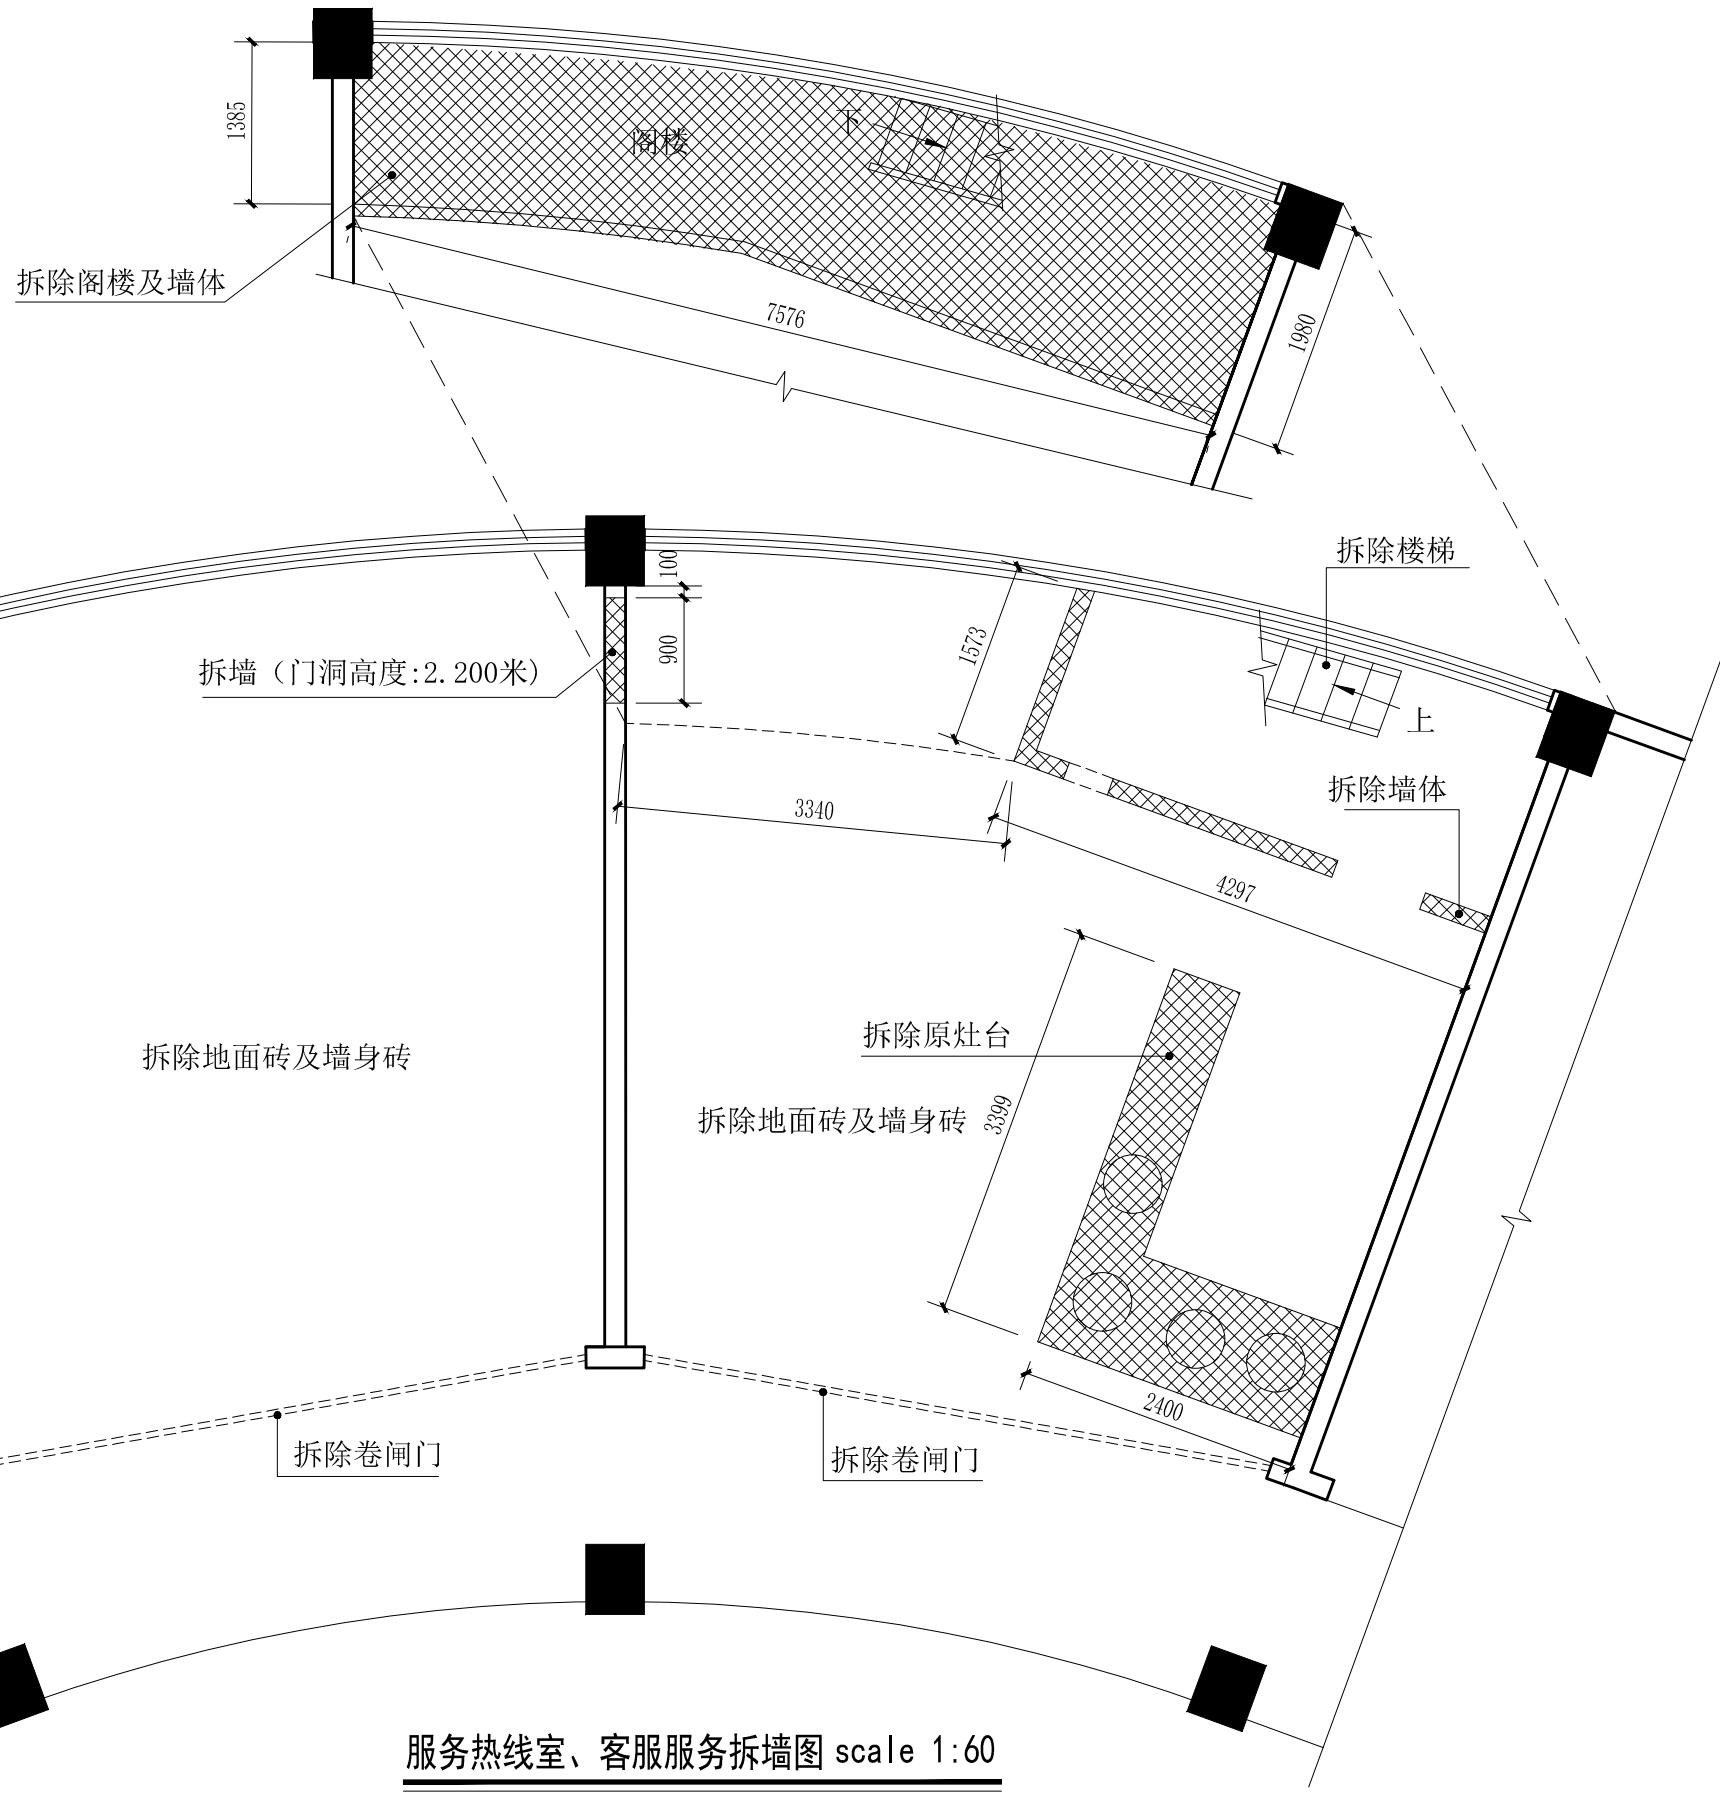 1385
阁楼
下
拆除阁楼及墙体
7576
1980
100
拆除楼梯
900
1573
拆墙（门洞高度:2.200米）
上
拆除墙体
3340
4297
拆除原灶台
拆除地面砖及墙身砖
3399
拆除地面砖及墙身砖
2400
拆除卷闸门
拆除卷闸门
服务热线室、客服服务拆墙图 scale 1:60